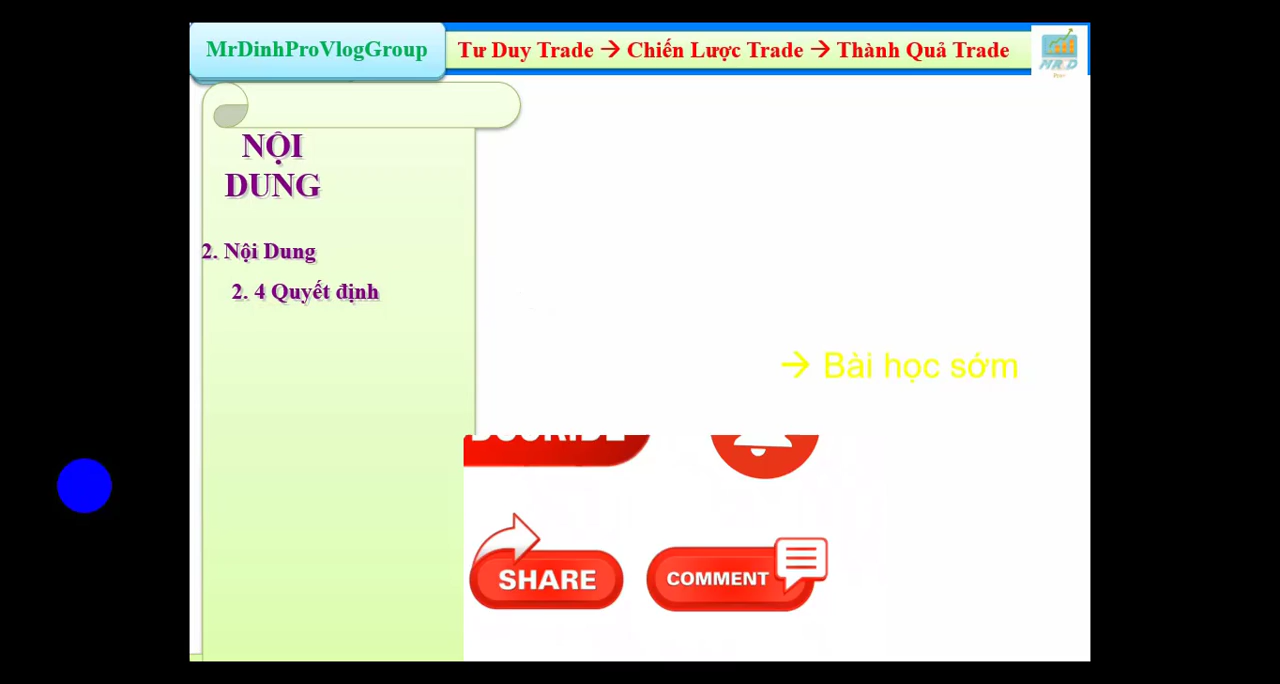 MrDinhProVlogGroup
Tư Duy Trade → Chiến Lược Trade → Thành Quả Trade
NỘI
DUNG
2. Nội Dung
2. 4 Quyết định
→ Bài học sớm
SHARE
COMMENT